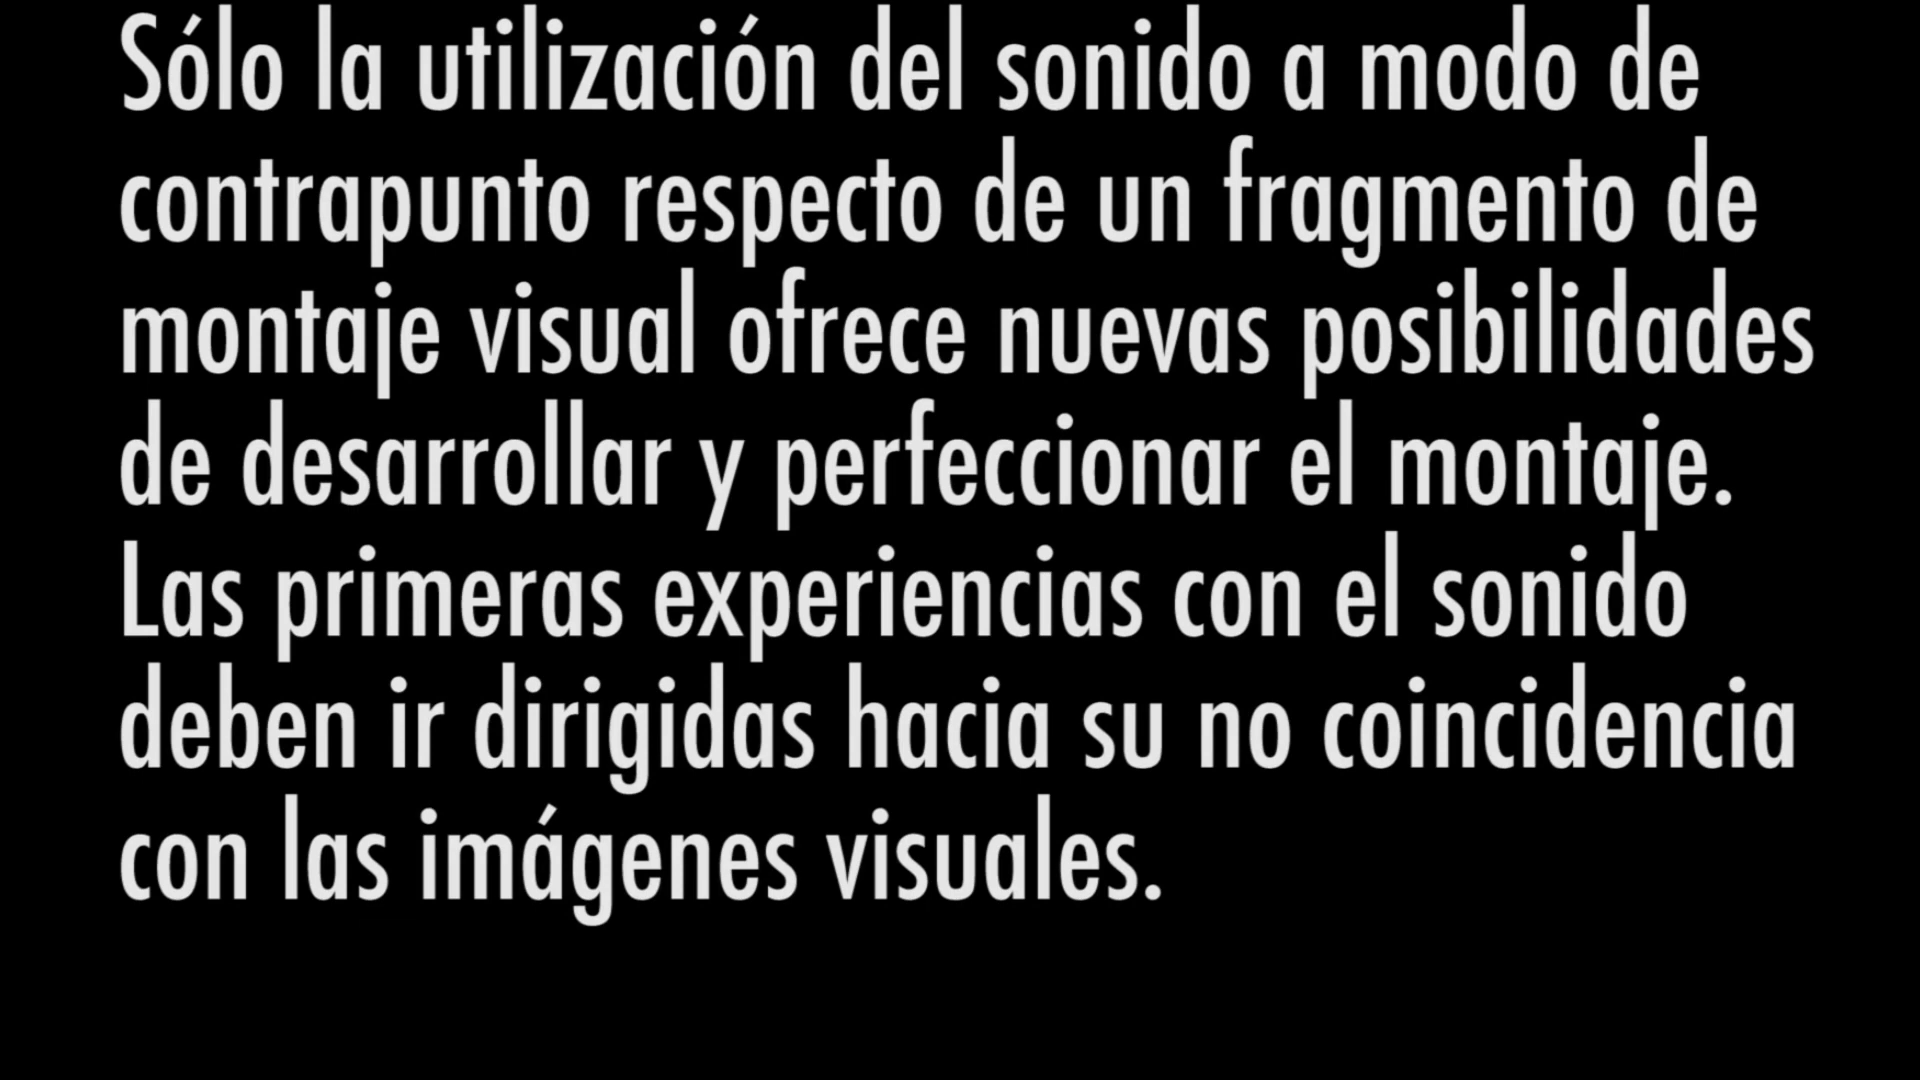 Sólo la utilización del sonido a modo de
contrapunto respecto de un fragmento de
montaje visual ofrece nuevas posibilidades
de desarrollar y perfeccionar el montaje.
Las primeras experiencias con el sonido
deben ir dirigidas hacia su no coincidencia
con las imágenes visuales.